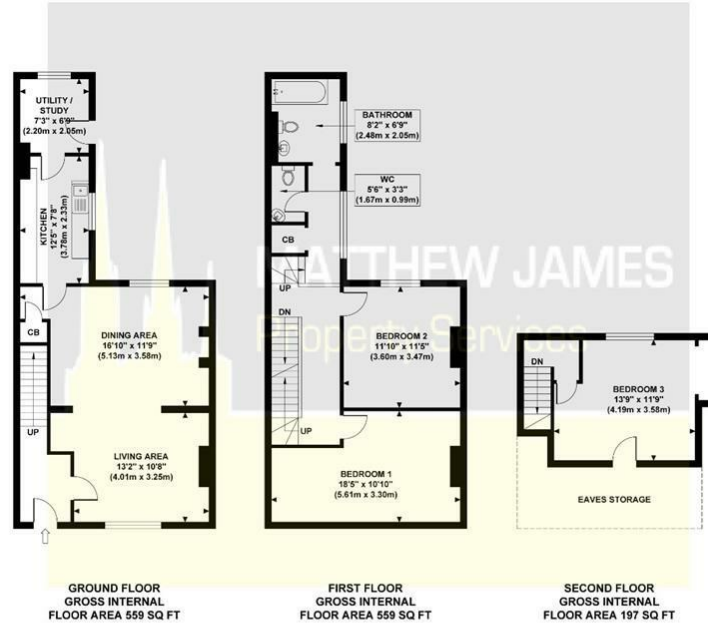 UTILITY /
STUDY
7'3" x 6'9"
(2.20m x 2.05m)
KITCHEN
12'5" x 7'8"
(3.78m x 2.33m)
CB
UP
DINING AREA
16'10" x 11'9"
(5.13m x 3.58m)
LIVING AREA
13'2" x 10'8"
(4.01m x 3.25m)
GROUND FLOOR
GROSS INTERNAL
FLOOR AREA 559 SQ FT
BATHROOM
8'2" x 6'9"
(2.48m x 2.05m)
WC
5'6" x 3'3"
(1.67m x 0.99m)
CB
UP
DN
UP
BEDROOM 2
11'10" x 11'5"
(3.60m x 3.47m)
BEDROOM 1
18'5" x 10'10"
(5.61m x 3.30m)
FIRST FLOOR
GROSS INTERNAL
FLOOR AREA 559 SQ FT
DN
BEDROOM 3
13'9" x 11'9"
(4.19m x 3.58m)
EAVES STORAGE
SECOND FLOOR
GROSS INTERNAL
FLOOR AREA 197 SQ FT
MATTHEW JAMES
Property Services